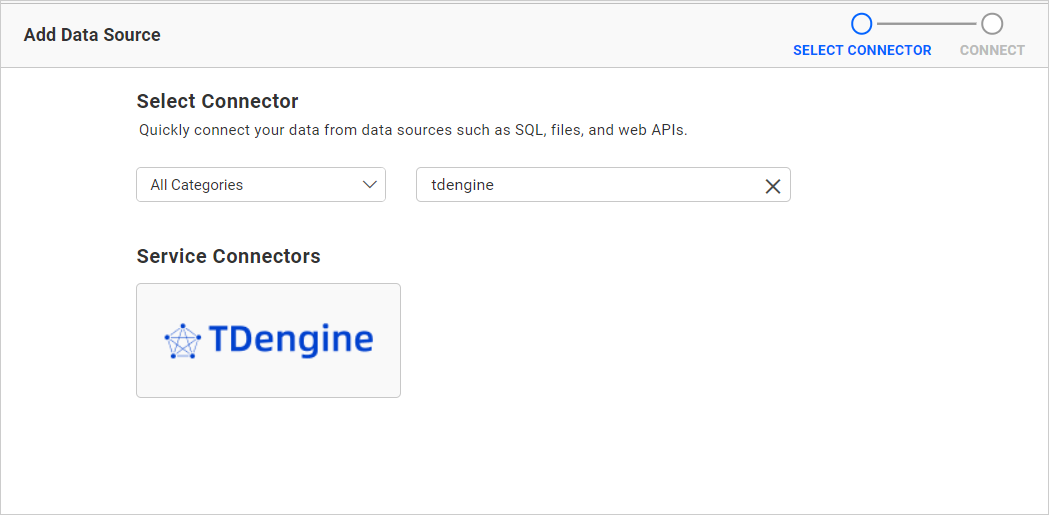 Add Data Source
SELECT CONNECTOR
CONNECT
Select Connector
Quickly connect your data from data sources such as SQL, files, and web APIs.
All Categories
tdengine
Service Connectors
TDengine